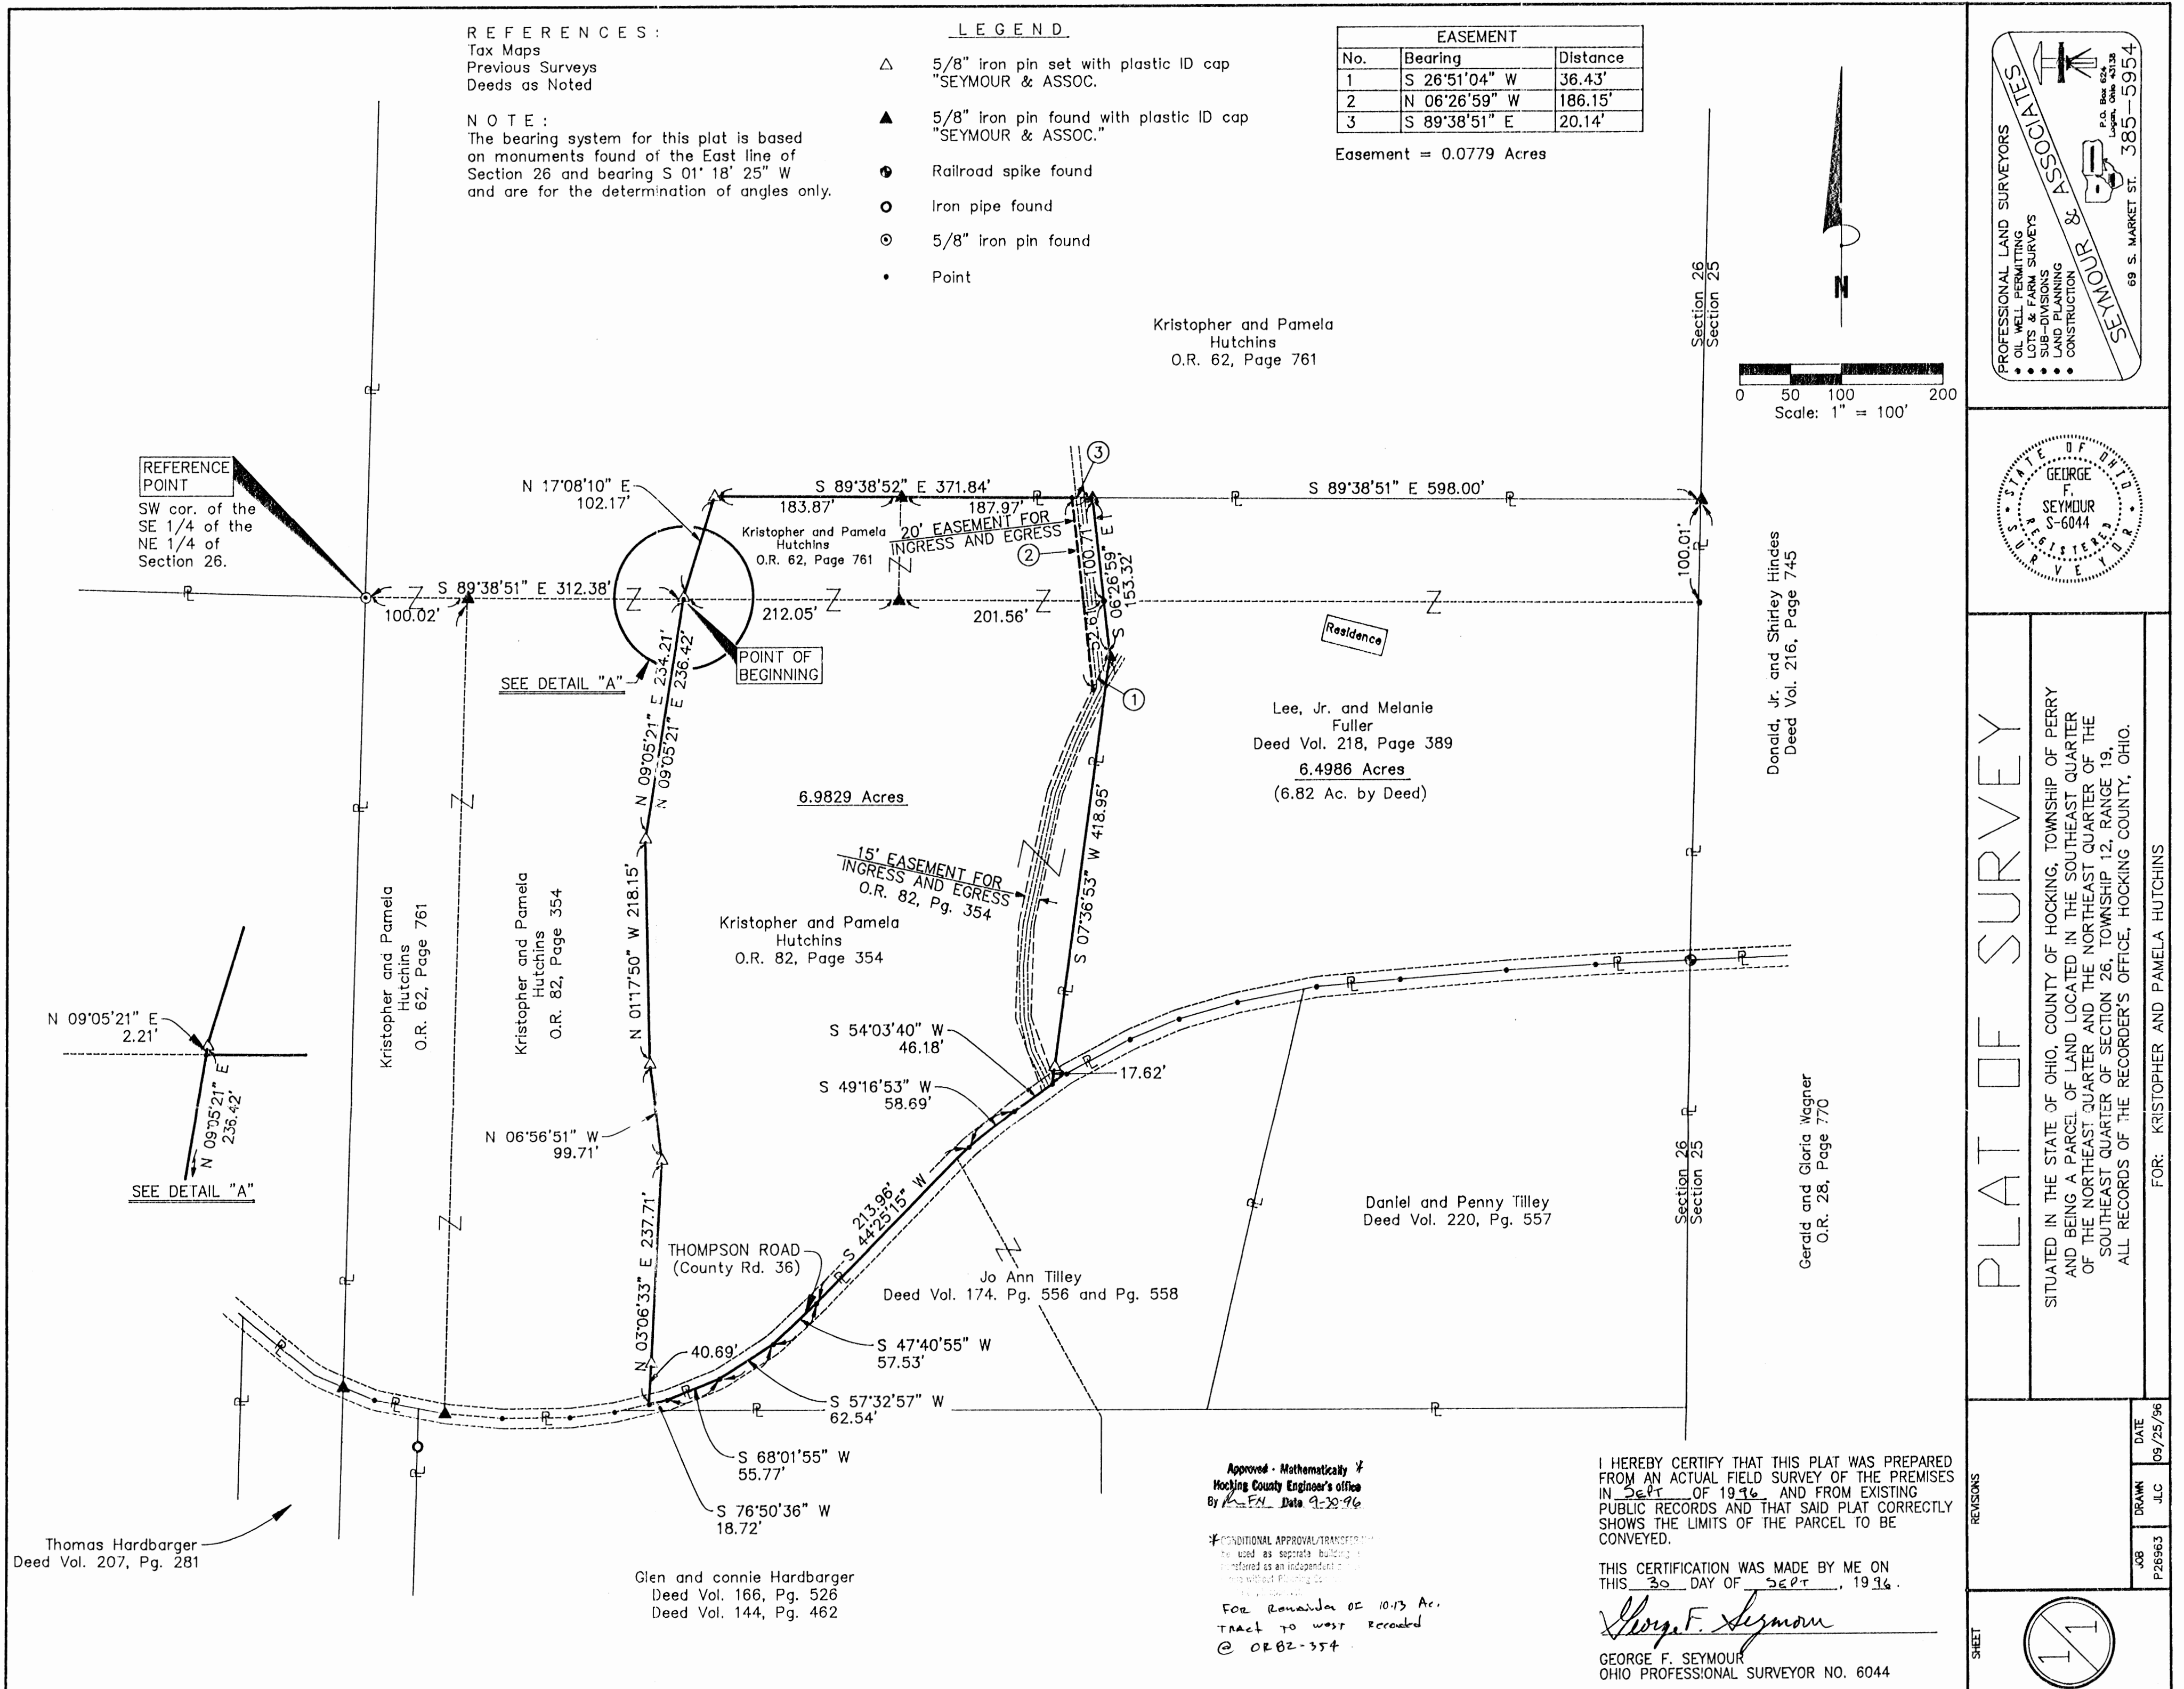 REFERENCES:
Tax Maps
Previous Surveys
Deeds as Noted
NOTE:
The bearing system for this plat is based
on monuments found of the East line of
Section 26 and bearing S 01° 18' 25" W
and are for the determination of angles only.
LEGEND
5/8" iron pin set with plastic ID cap
"SEYMOUR & ASSOC.
5/8" iron pin found with plastic ID cap
"SEYMOUR & ASSOC."
Railroad spike found
Iron pipe found
5/8" iron pin found
Point
EASEMENT
No. Bearing Distance
1 S 26°51'04" W 36.43'
2 N 06°26'59" W 186.15'
3 S 89°38'51" E 20.14'
Easement = 0.0779 Acres
N
0 50 100 200
Scale: 1" = 100'
Section 26
Section 25
Kristopher and Pamela
Hutchins
O.R. 62, Page 761
REFERENCE
POINT
SW cor. of the
SE 1/4 of the
NE 1/4 of
Section 26.
N 17°08'10" E
102.17'
S 89°38'52" E 371.84'
183.87'
187.97'
3
S 89°38'51" E 598.00'
Kristopher and Pamela
Hutchins
O.R. 62, Page 761
20' EASEMENT FOR
INGRESS AND EGRESS
2
100.71'
S 06°26'59" E
153.32'
52.61'
100.01'
S 89°38'51" E 312.38'
100.02'
212.05'
201.56'
POINT OF
BEGINNING
SEE DETAIL "A"
N 09°05'21" E 234.21'
N 09°05'21" E 236.42'
1
Residence
Donald, Jr. and Shirley Hindes
Deed Vol. 216, Page 745
Lee, Jr. and Melanie
Fuller
Deed Vol. 218, Page 389
6.4986 Acres
(6.82 Ac. by Deed)
6.9829 Acres
15' EASEMENT FOR
INGRESS AND EGRESS
O.R. 82, Pg. 354
S 07°36'53" W 418.95'
N 01°17'50" W 218.15'
Kristopher and Pamela
Hutchins
O.R. 62, Page 761
Kristopher and Pamela
Hutchins
O.R. 82, Page 354
Kristopher and Pamela
Hutchins
O.R. 82, Page 354
N 09°05'21" E
2.21'
N 09°05'21" E
236.42'
SEE DETAIL "A"
S 54°03'40" W
46.18'
17.62'
S 49°16'53" W
58.69'
N 06°56'51" W
99.71'
213.96'
S 44°25'15" W
THOMPSON ROAD
(County Rd. 36)
N 03°06'33" E 237.71'
40.69'
S 47°40'55" W
57.53'
S 57°32'57" W
62.54'
S 68°01'55" W
55.77'
S 76°50'36" W
18.72'
Jo Ann Tilley
Deed Vol. 174. Pg. 556 and Pg. 558
Daniel and Penny Tilley
Deed Vol. 220, Pg. 557
Section 26
Section 25
Gerald and Gloria Wagner
O.R. 28, Page 770
Thomas Hardbarger
Deed Vol. 207, Pg. 281
Glen and connie Hardbarger
Deed Vol. 166, Pg. 526
Deed Vol. 144, Pg. 462
Approved - Mathematically *
Hocking County Engineer's office
By Date 9-30-96
* CONDITIONAL APPROVAL/TRANSFER
be used as separate building
transferred as an independent
without
FOR Remainder OF 10.13 Ac.
TRACT TO WEST Recorded
@ OR82-354
I HEREBY CERTIFY THAT THIS PLAT WAS PREPARED
FROM AN ACTUAL FIELD SURVEY OF THE PREMISES
IN SEPT OF 1996 AND FROM EXISTING
PUBLIC RECORDS AND THAT SAID PLAT CORRECTLY
SHOWS THE LIMITS OF THE PARCEL TO BE
CONVEYED.
THIS CERTIFICATION WAS MADE BY ME ON
THIS 30 DAY OF SEPT, 1996.
George F. Seymour
GEORGE F. SEYMOUR
OHIO PROFESSIONAL SURVEYOR NO. 6044
PROFESSIONAL LAND SURVEYORS
• OIL WELL PERMITTING
• LOTS & FARM SURVEYS
• SUB-DIVISIONS
• LAND PLANNING
• CONSTRUCTION
SEYMOUR & ASSOCIATES
P.O. Box 624
Logan, Ohio 43138
69 S. MARKET ST. 385-5954
STATE OF OHIO
GEORGE
F.
SEYMOUR
S-6044
REGISTERED
SURVEYOR
PLAT OF SURVEY
SITUATED IN THE STATE OF OHIO, COUNTY OF HOCKING, TOWNSHIP OF PERRY
AND BEING A PARCEL OF LAND LOCATED IN THE SOUTHEAST QUARTER
OF THE NORTHEAST QUARTER AND THE NORTHEAST QUARTER OF THE
SOUTHEAST QUARTER OF SECTION 26, TOWNSHIP 12, RANGE 19,
ALL RECORDS OF THE RECORDER'S OFFICE, HOCKING COUNTY, OHIO.
FOR: KRISTOPHER AND PAMELA HUTCHINS
REVISIONS
JOB P26963
DRAWN JLC
DATE 09/25/96
SHEET
1/1